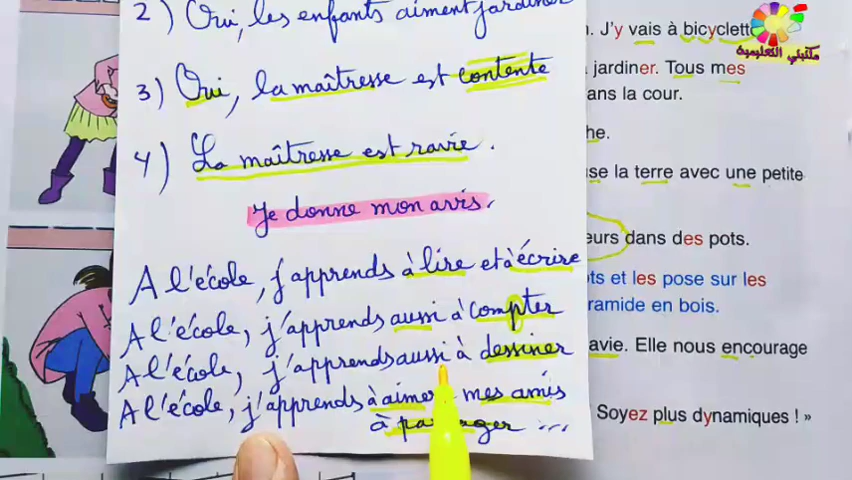 2) Oui, les enfants aiment jardiner
3) Oui, la maîtresse est contente
4) La maîtresse est ravie.
Je donne mon avis.
A l'école, j'apprends à lire et à écrire
A l'école, j'apprends aussi à compter
A l'école, j'apprends aussi à dessiner
A l'école, j'apprends à aimer mes amis
à partager ...
J'y vais à bicyclett
jardiner. Tous mes
ans la cour.
he.
se la terre avec une petite
eurs dans des pots.
ts et les pose sur les
ramide en bois.
avie. Elle nous encourage
Soyez plus dynamiques ! »
مكتبتي التعليمية